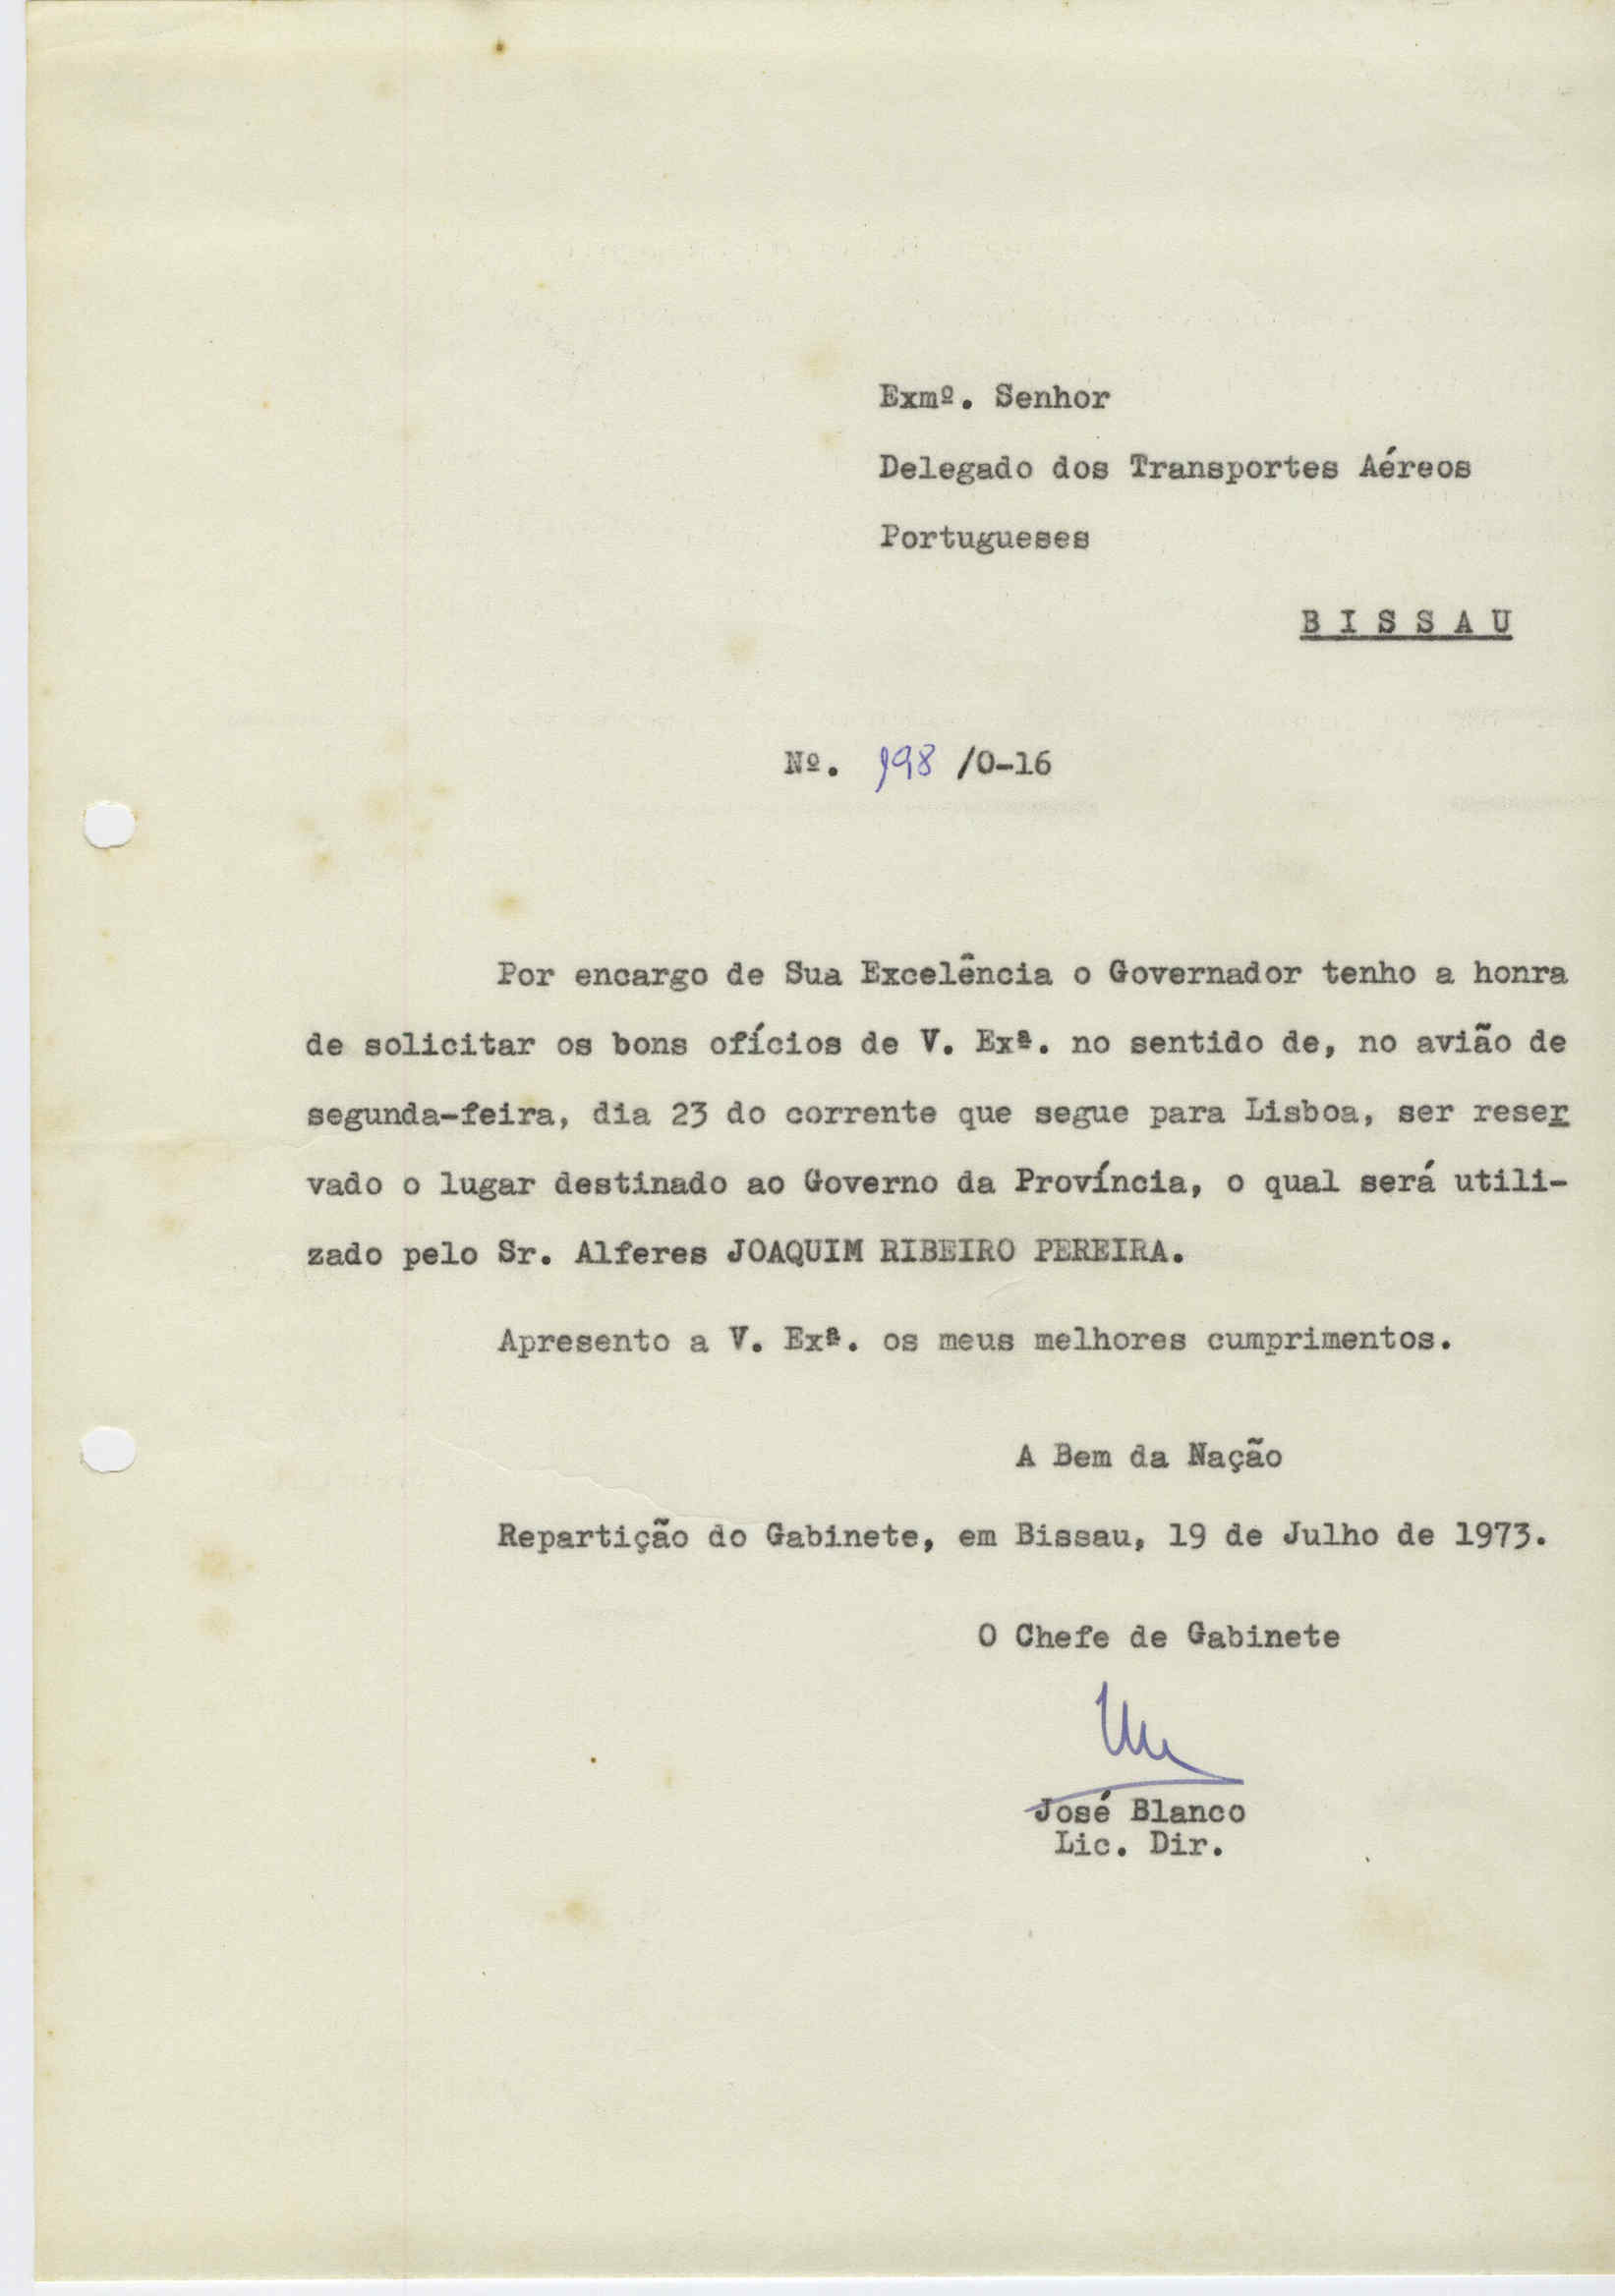 Exmº. Senhor
Delegado dos Transportes Aéreos
Portugueses
B I S S A U
Nº. 198 /0-16
Por encargo de Sua Excelência o Governador tenho a honra
de solicitar os bons ofícios de V. Exª. no sentido de, no avião de
segunda-feira, dia 23 do corrente que segue para Lisboa, ser reser
vado o lugar destinado ao Governo da Província, o qual será utili-
zado pelo Sr. Alferes JOAQUIM RIBEIRO PEREIRA.
Apresento a V. Exª. os meus melhores cumprimentos.
A Bem da Nação
Repartição do Gabinete, em Bissau, 19 de Julho de 1973.
O Chefe de Gabinete
José Blanco
Lic. Dir.